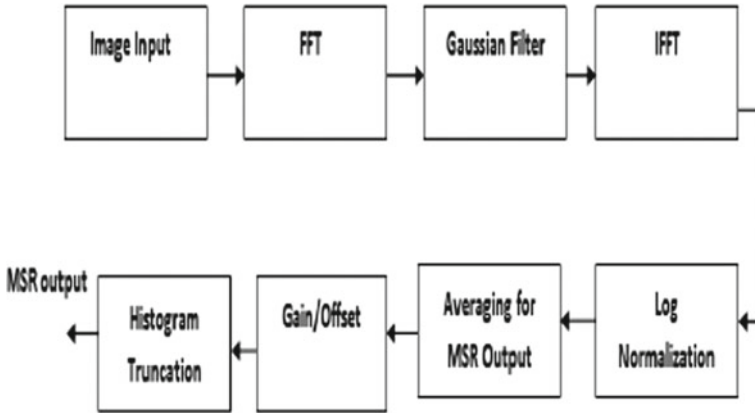 Image Input
FFT
Gaussian Filter
IFFT
MSR output
Histogram
Truncation
Gain/Offset
Averaging for
MSR Output
Log
Normalization